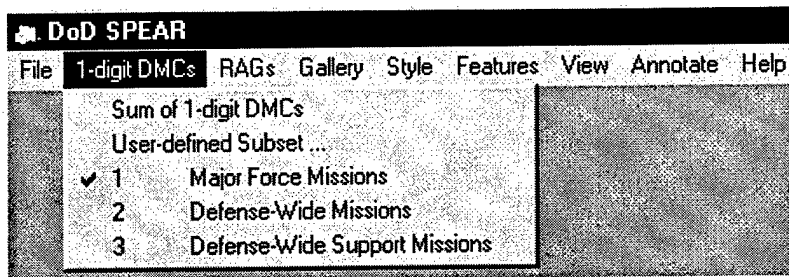 DoD SPEAR
File 1-digit DMCs RAGs Gallery Style Features View Annotate Help
Sum of 1-digit DMCs
User-defined Subset ...
✔ 1 Major Force Missions
2 Defense-Wide Missions
3 Defense-Wide Support Missions